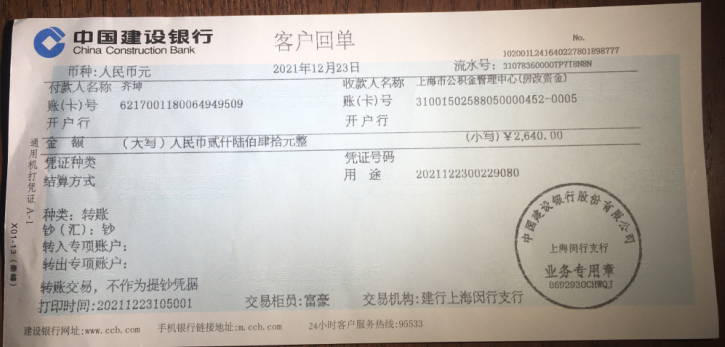 中国建设银行
China Construction Bank
客户回单
No.
102001L241640227801898777
币种:人民币元
2021年12月23日
流水号: 31078360000TP7T8N8N
付款人名称 齐坤
收款人名称 上海市公积金管理中心(房改资金)
账(卡)号 6217001180064949509
账(卡)号 31001502588050000452-0005
开户行
开户行
金额 (大写)人民币贰仟陆佰肆拾元整
(小写)¥2,640.00
凭证种类
凭证号码
结算方式
用途 2021122300229080
种类: 转账
钞(汇): 钞
转入专项账户:
转出专项账户:
转账交易, 不作为提钞凭据
打印时间:20211223105001
交易柜员: 富豪
交易机构: 建行上海闵行支行
建设银行网址:www.ccb.com
手机银行链接地址:m.ccb.com
24小时客户服务热线:95533
通用机打凭证 A-1
X01-13
中国建设银行股份有限公司
上海闵行支行
业务专用章
8592930CHWQJ